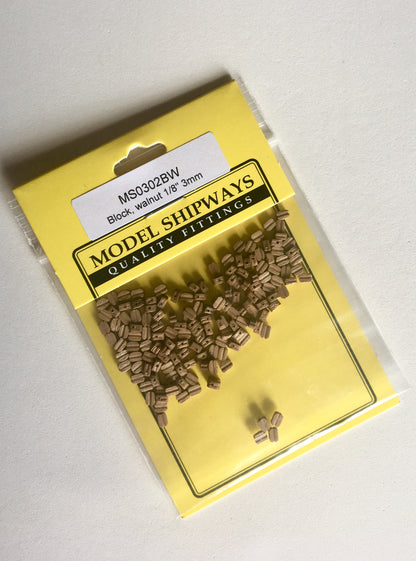 MS0302BW
Block, walnut 1/8" 3mm
MODEL SHIPWAYS
QUALITY FITTINGS